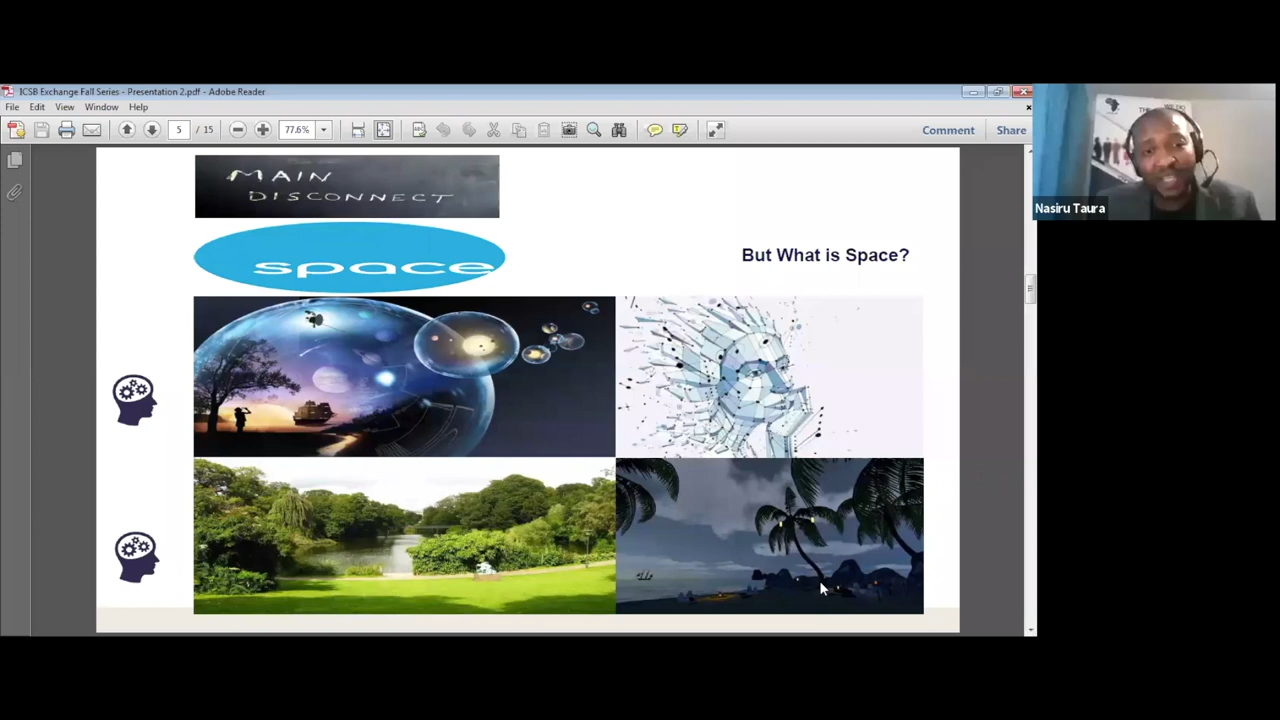 ICSB Exchange Fall Series - Presentation 2.pdf - Adobe Reader
File Edit View Window Help
5 / 15 77.6% Comment Share
MAIN
DISCONNECT
space
But What is Space?
Nasiru Taura